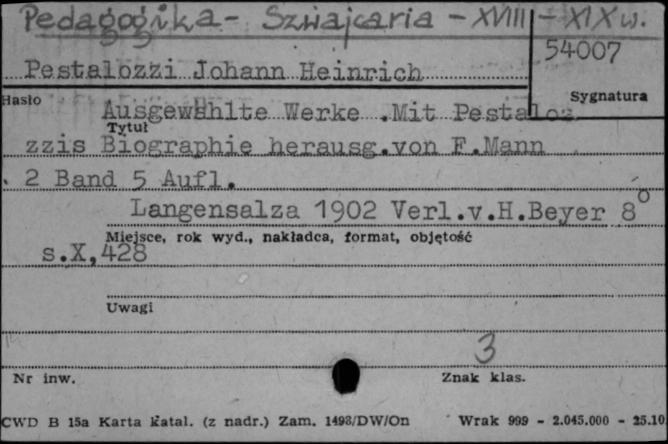 Pedagogika - Szwajcaria - XVIII - XIX w.
54007
Pestalozzi Johann Heinrich
Hasło
Sygnatura
Ausgewählte Werke .Mit Pestaloz
Tytuł
zzis Biographie herausg.von F.Mann
2 Band 5 Aufl.
Langensalza 1902 Verl.v.H.Beyer 8°
Miejsce, rok wyd., nakładca, format, objętość
s.X,428
Uwagi
3
Nr inw.
Znak klas.
CWD B 15a Karta katal. (z nadr.) Zam. 1493/DW/On Wrak 999 - 2.045.000 - 25.10